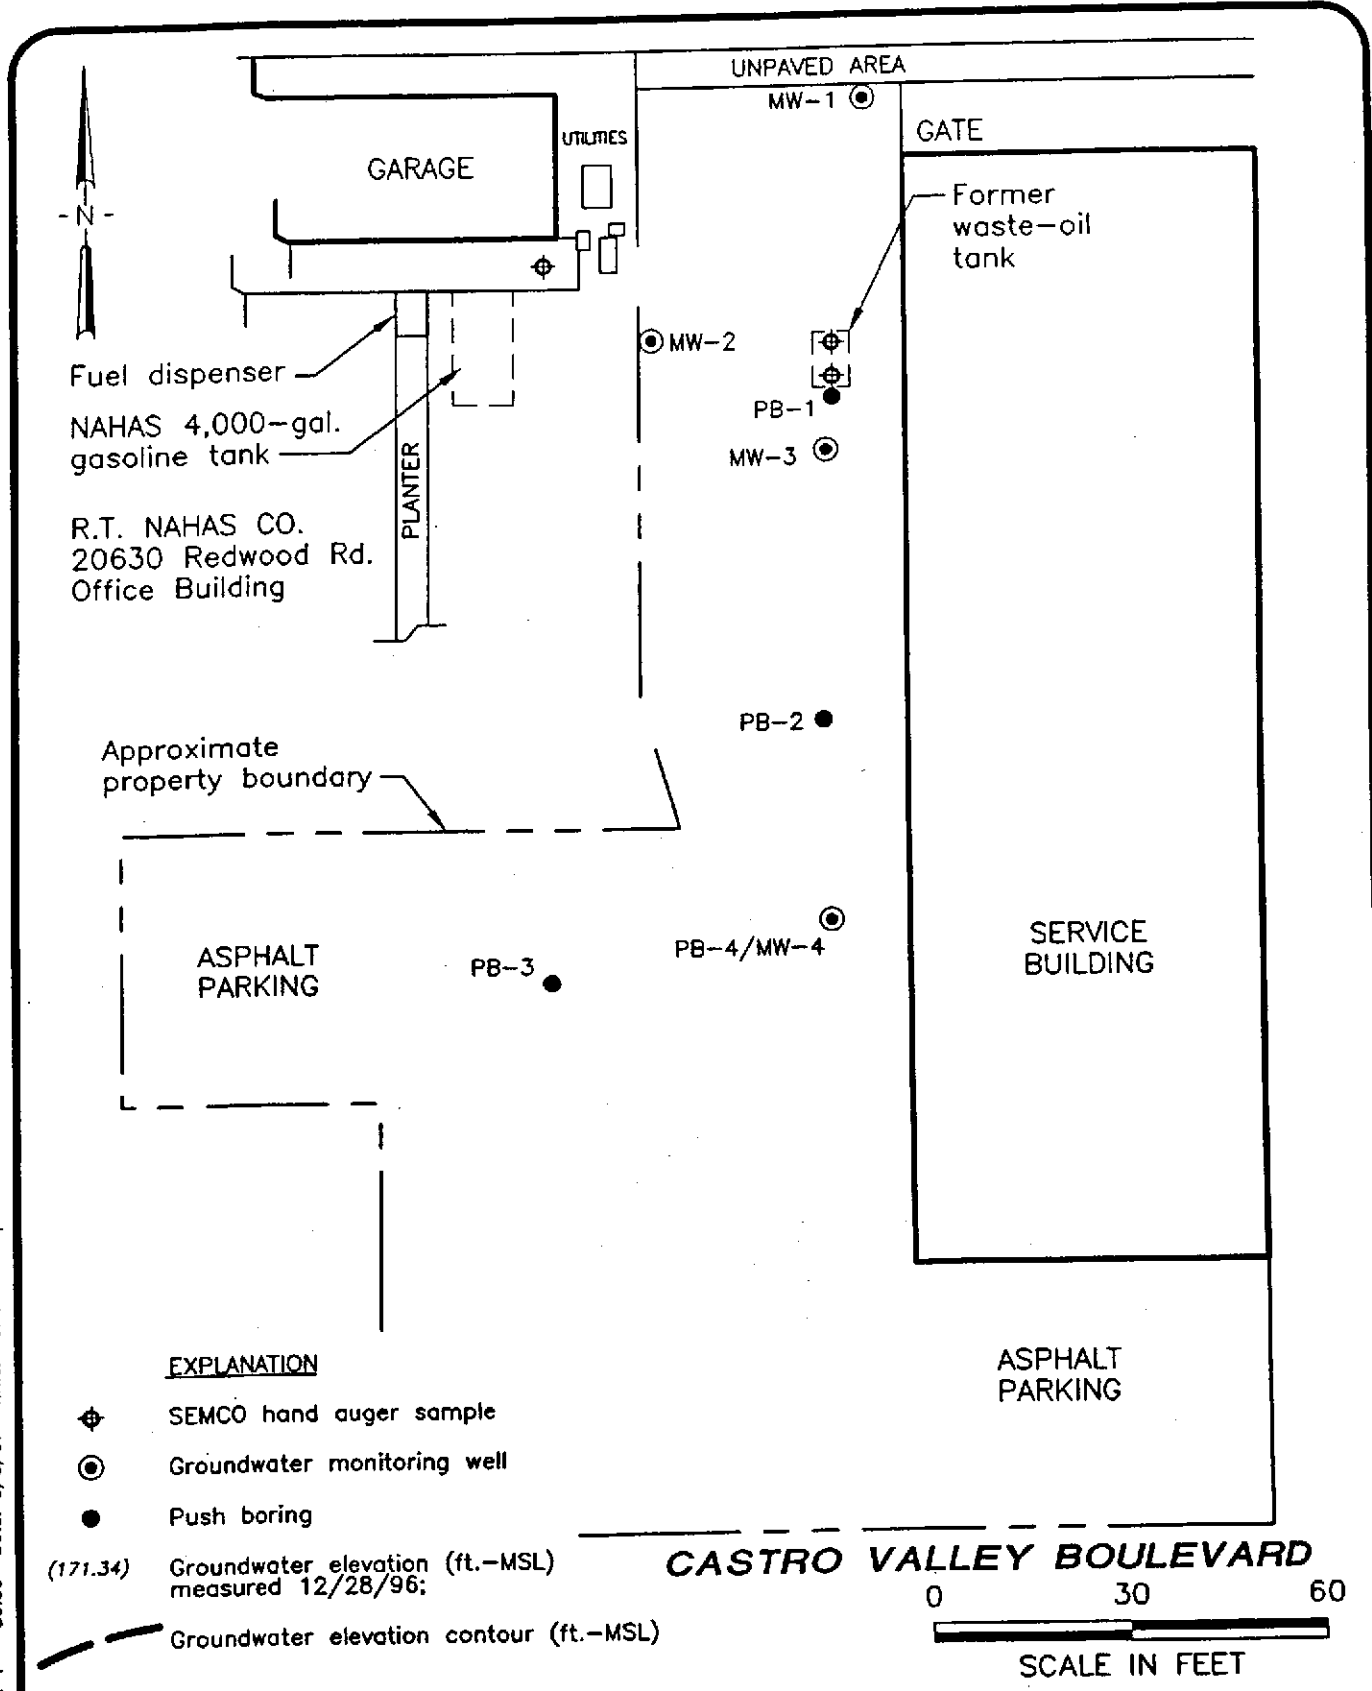 UNPAVED AREA
MW-1
GATE
UTILITIES
GARAGE
-N-
Former
waste-oil
tank
MW-2
Fuel dispenser
PB-1
NAHAS 4,000-gal.
gasoline tank
MW-3
PLANTER
R.T. NAHAS CO.
20630 Redwood Rd.
Office Building
PB-2
Approximate
property boundary
ASPHALT
PARKING
PB-3
PB-4/MW-4
SERVICE
BUILDING
ASPHALT
PARKING
EXPLANATION
SEMCO hand auger sample
Groundwater monitoring well
Push boring
(171.34) Groundwater elevation (ft.-MSL)
measured 12/28/96;
Groundwater elevation contour (ft.-MSL)
CASTRO VALLEY BOULEVARD
0 30 60
SCALE IN FEET